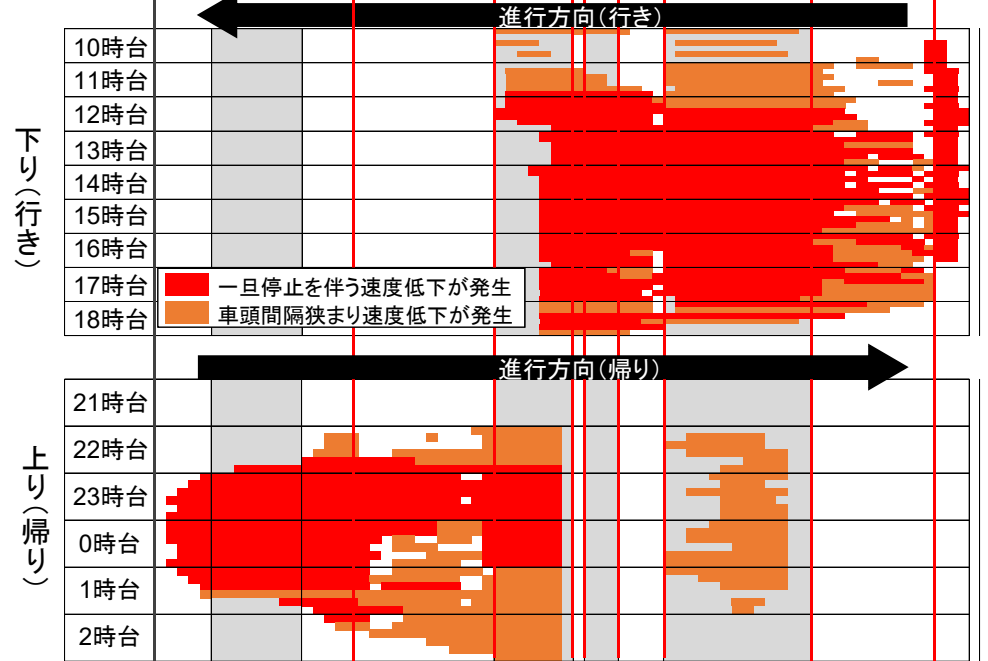 進行方向(行き)
下り(行き)
10時台
11時台
12時台
13時台
14時台
15時台
16時台
17時台
18時台
一旦停止を伴う速度低下が発生
車頭間隔狭まり速度低下が発生
進行方向(帰り)
上り(帰り)
21時台
22時台
23時台
0時台
1時台
2時台